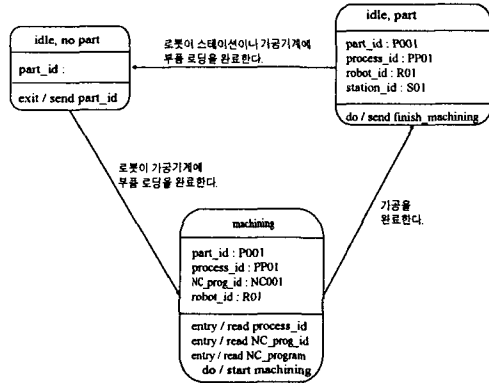 idle, no part
part_id :
exit / send part_id
로봇이 스테이션이나 가공기계에
부품 로딩을 완료한다.
idle, part
part_id : P001
process_id : PP01
robot_id : R01
station_id : S01
do / send finish_machining
로봇이 가공기계에
부품 로딩을 완료한다.
가공을
완료한다.
machining
part_id : P001
process_id : PP01
NC_prog_id : NC001
robot_id : R01
entry / read process_id
entry / read NC_prog_id
entry / read NC_program
do / start machining